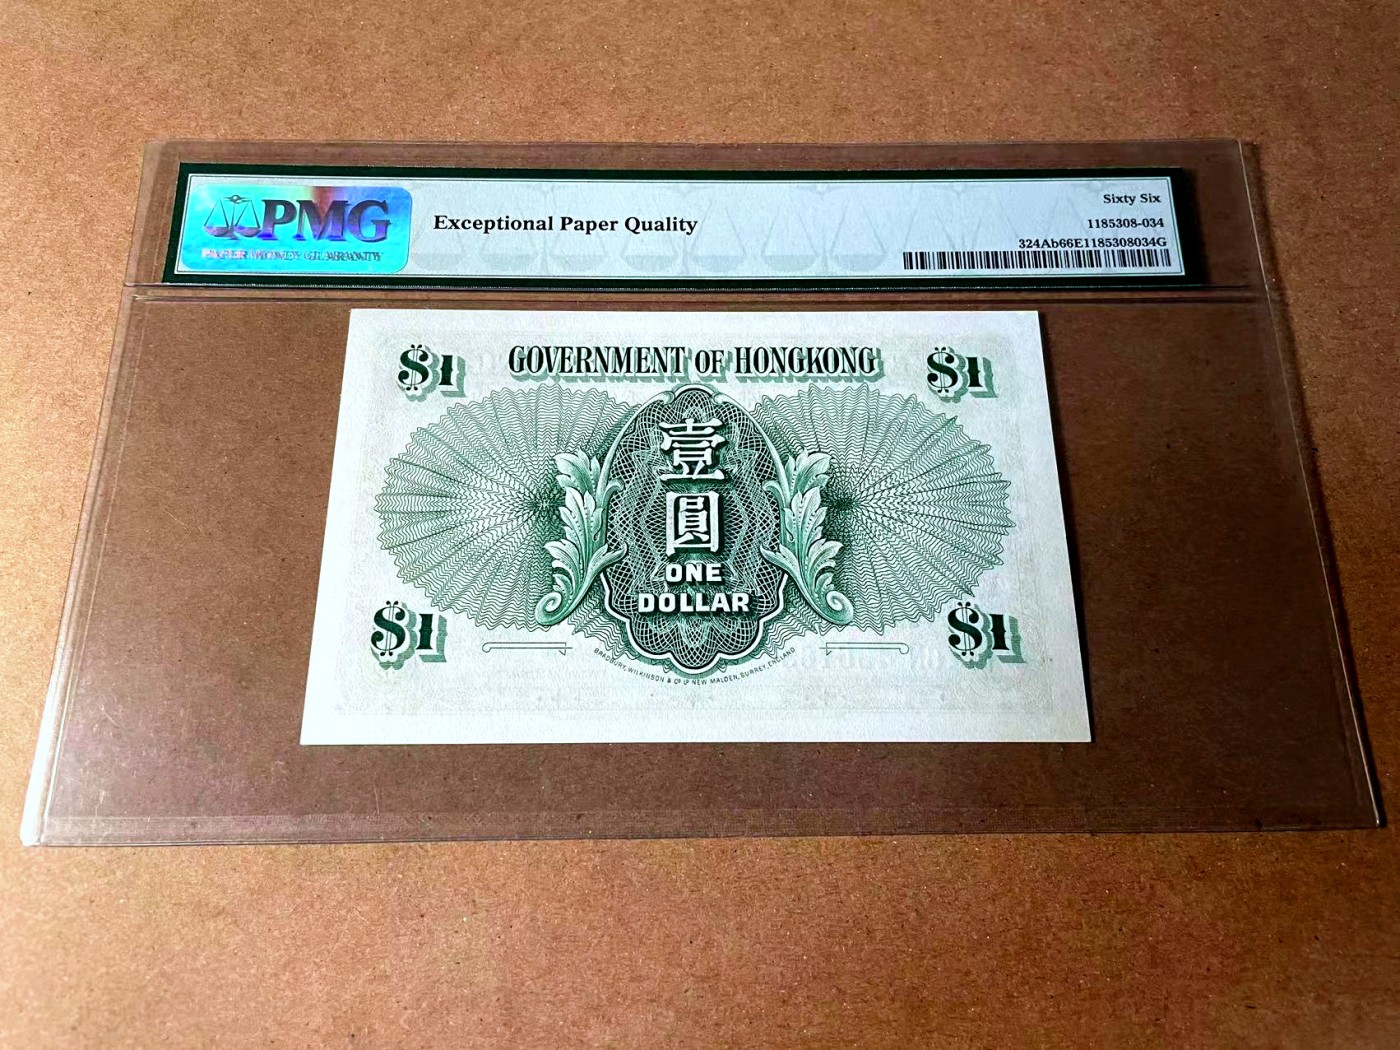 PMG
PAPER MONEY GUARANTY
Exceptional Paper Quality
Sixty Six
1185308-034
324Ab66E1185308034G
$1
GOVERNMENT OF HONGKONG
$1
壹
圓
ONE
DOLLAR
$1
$1
BRADBURY, WILKINSON & Cº Lᴰ NEW MALDEN, SURREY, ENGLAND